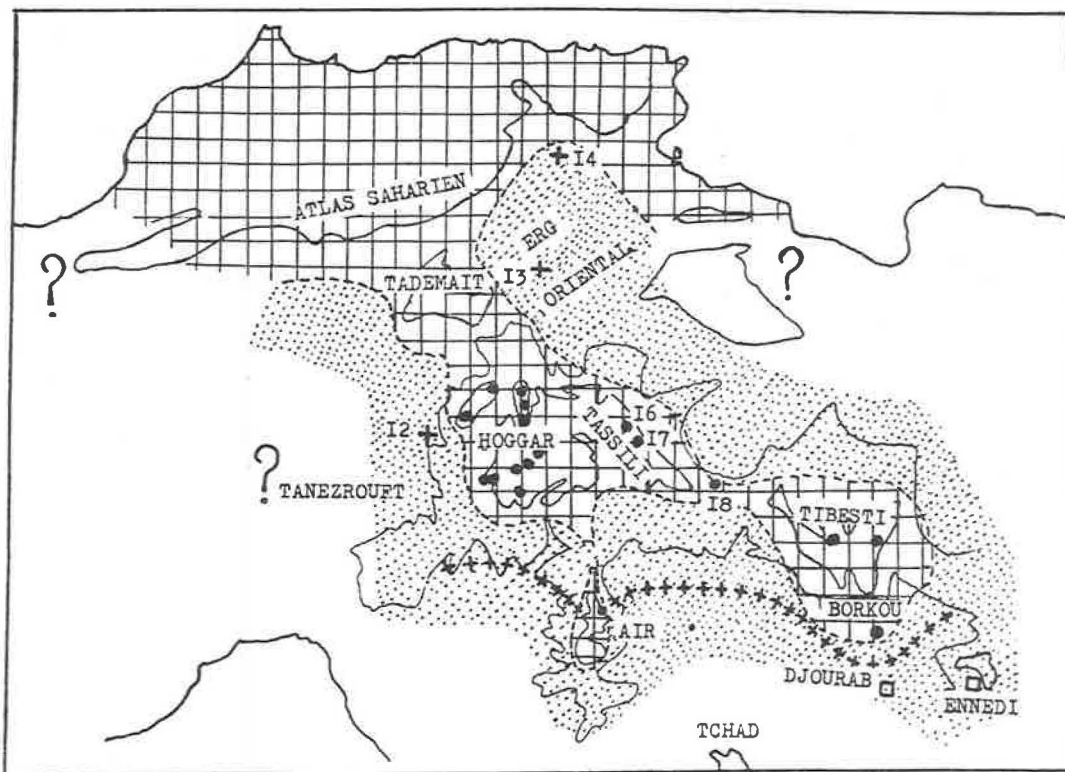 I4
ATLAS SAHARIEN
ERG
ORIENTAL
?
?
TADEMAIT
I3
I6
I2
HOGGAR
TASSILI
I7
?
TANEZROUFT
I8
TIBESTI
BORKOU
AIR
DJOURAB
ENNEDI
TCHAD